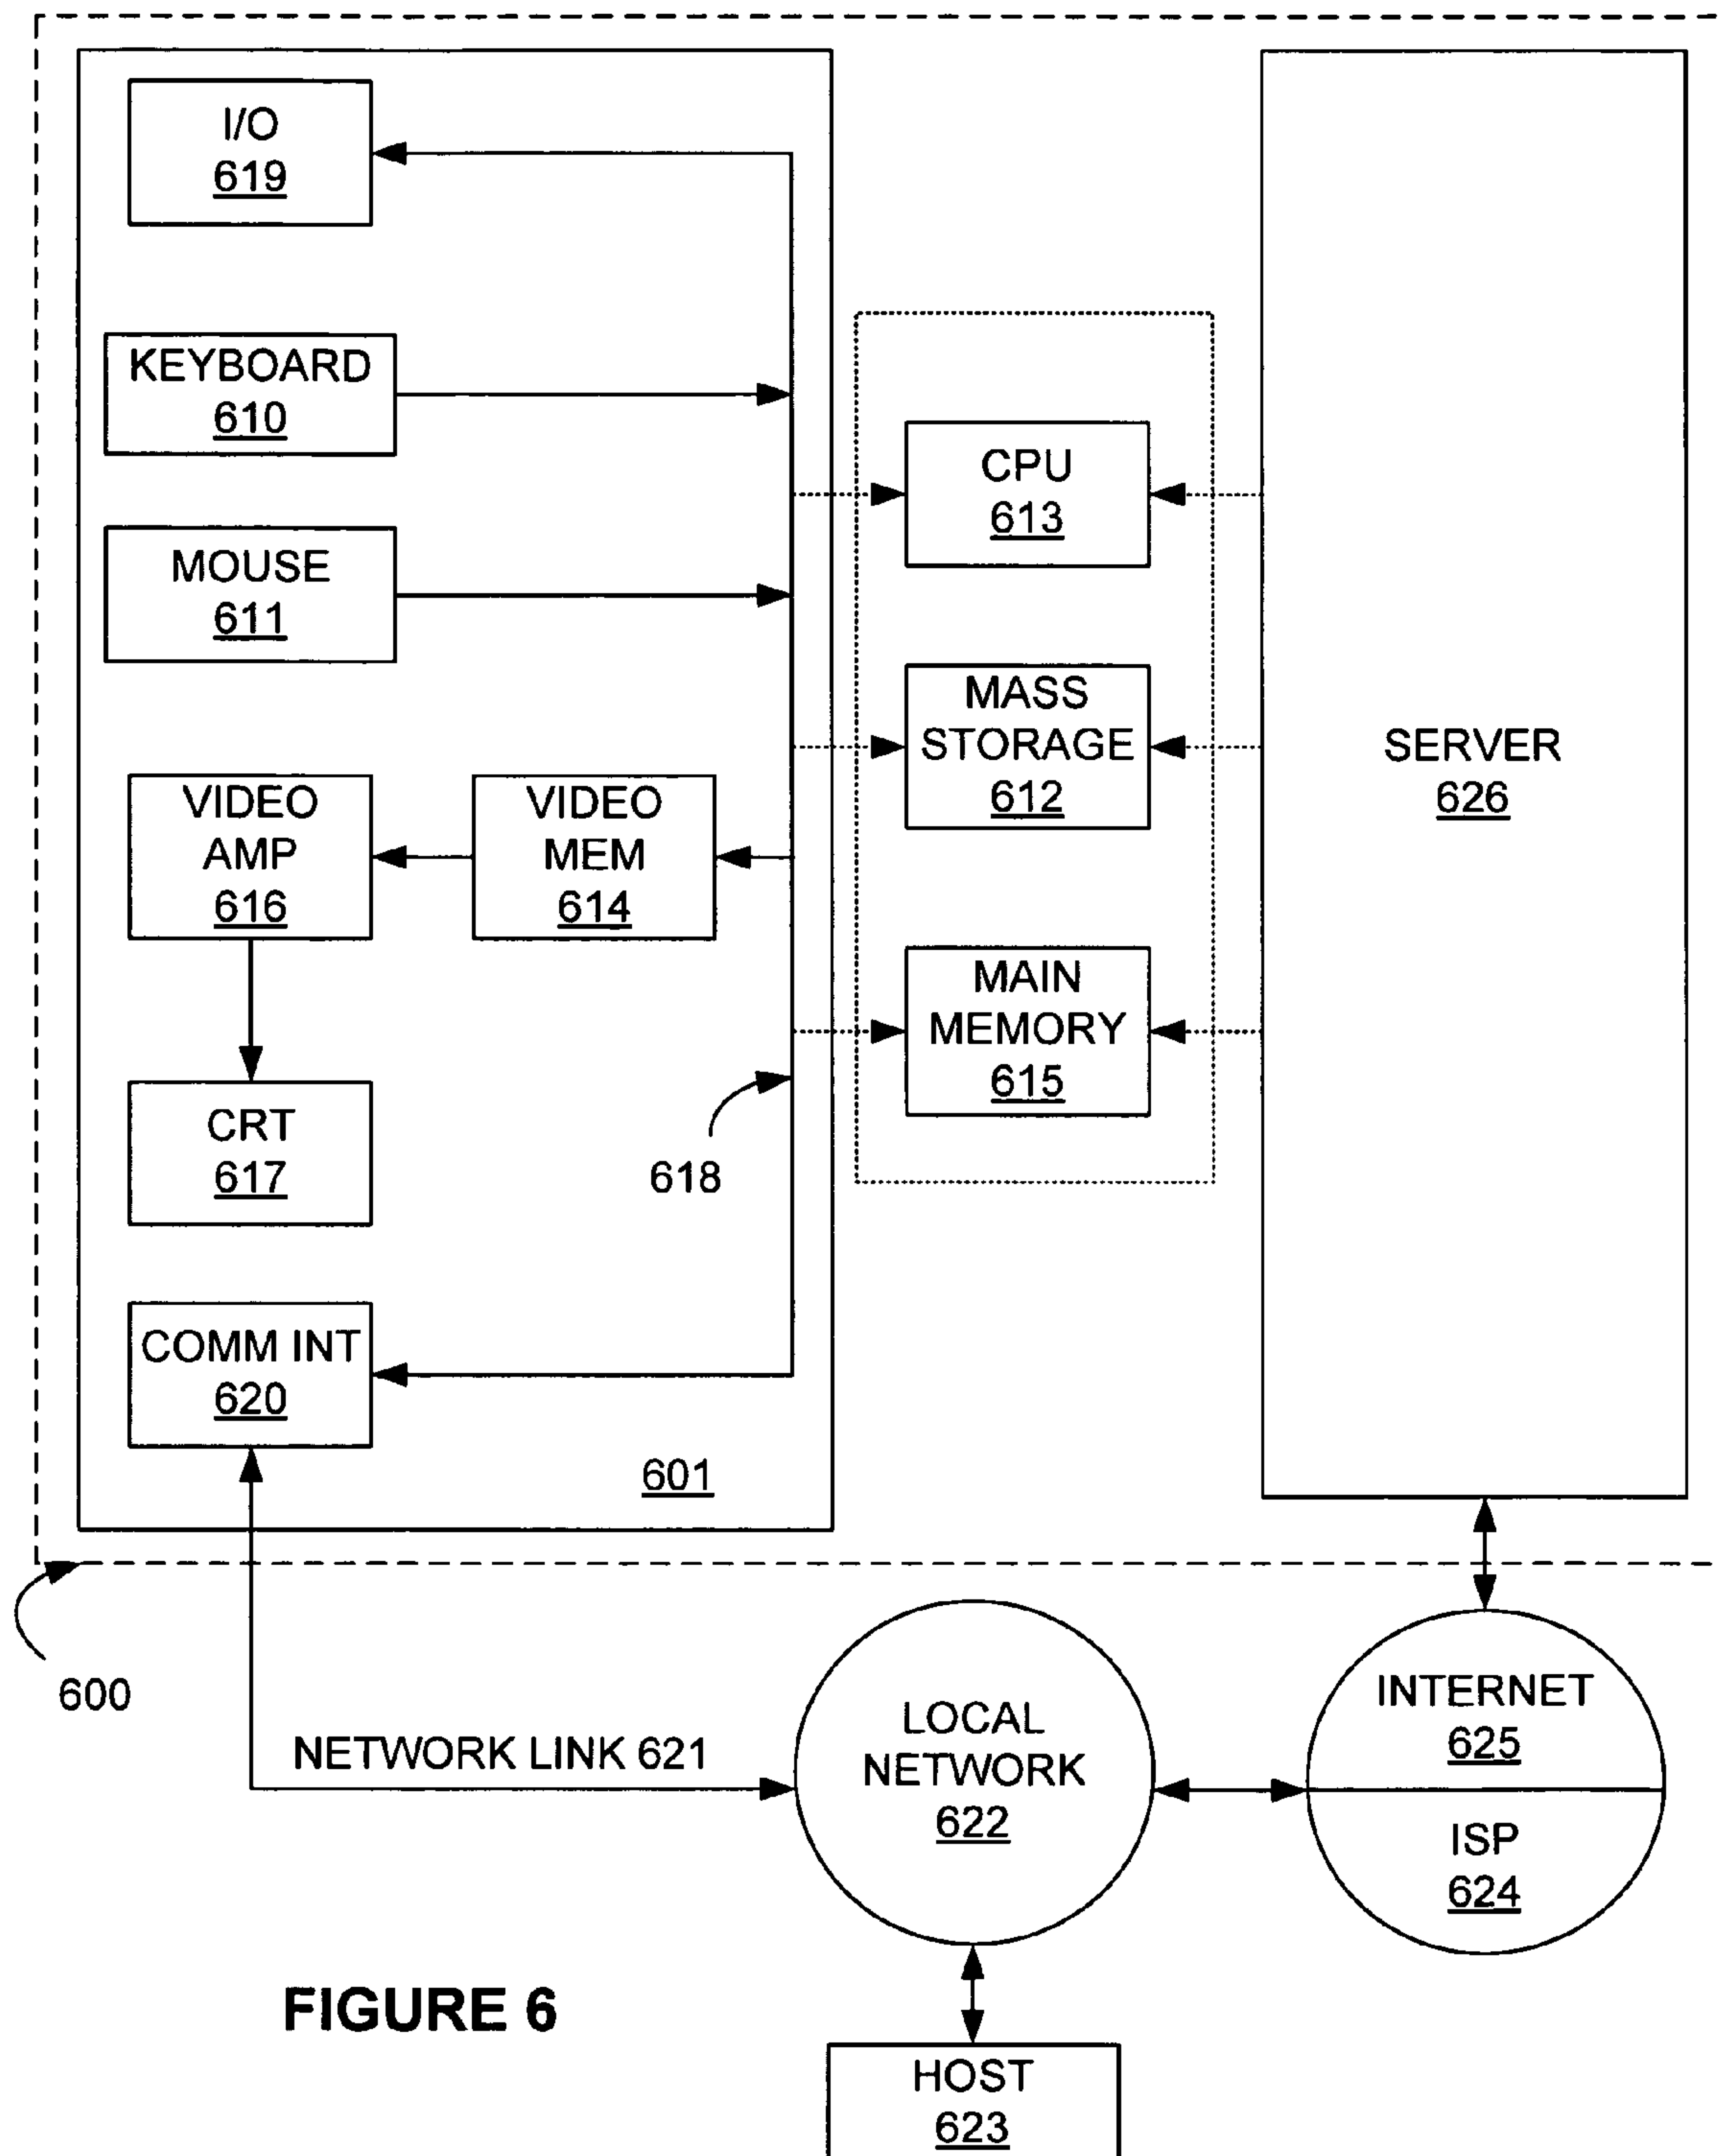 I/O
619
KEYBOARD
610
MOUSE
611
VIDEO
AMP
616
VIDEO
MEM
614
CRT
617
618
COMM INT
620
601
CPU
613
MASS
STORAGE
612
MAIN
MEMORY
615
SERVER
626
600
NETWORK LINK 621
LOCAL
NETWORK
622
INTERNET
625
ISP
624
HOST
623
FIGURE 6